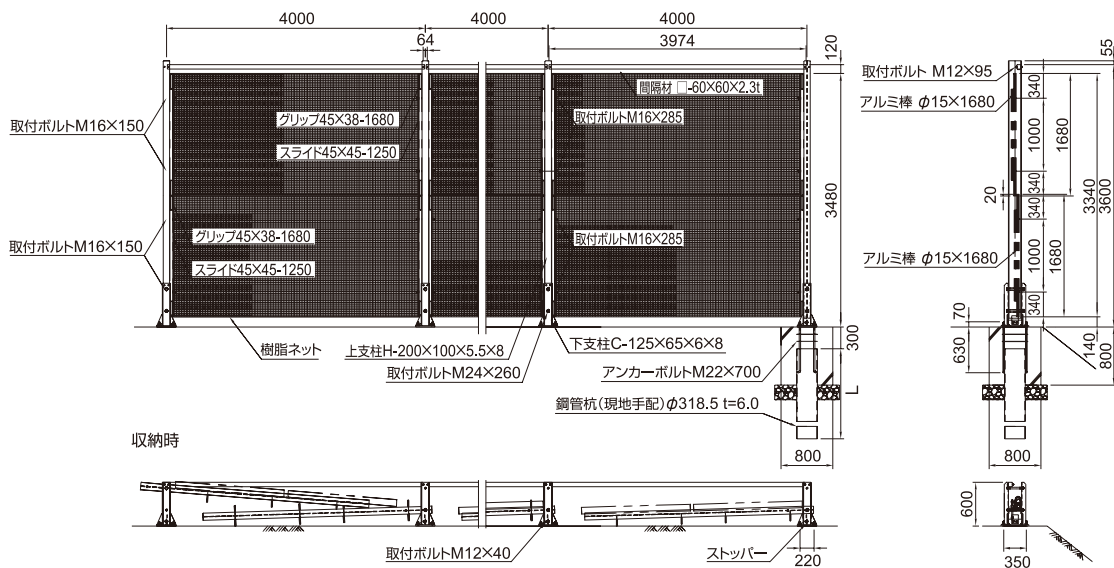 4000
4000
4000
64
3974
120
55
取付ボルトM16×150
グリップ45×38-1680
スライド45×45-1250
間隔材 □-60×60×2.3t
取付ボルトM16×285
3480
取付ボルト M12×95
アルミ棒 φ15×1680
340
1000
340
1680
20
340
1000
340
1680
3340
3600
取付ボルトM16×150
グリップ45×38-1680
スライド45×45-1250
取付ボルトM16×285
アルミ棒 φ15×1680
樹脂ネット
上支柱H-200×100×5.5×8
取付ボルトM24×260
下支柱C-125×65×6×8
アンカーボルトM22×700
鋼管杭(現地手配)φ318.5 t=6.0
300
L
70
630
140
800
800
800
収納時
取付ボルトM12×40
ストッパー
220
600
350